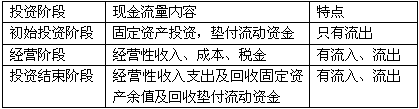 投资阶段 现金流量内容 特点
初始投资阶段 固定资产投资，垫付流动资金 只有流出
经营阶段 经营性收入、成本、税金 有流入、流出
投资结束阶段 经营性收入支出及回收固定资 有流入、流出
产余值及回收垫付流动资金